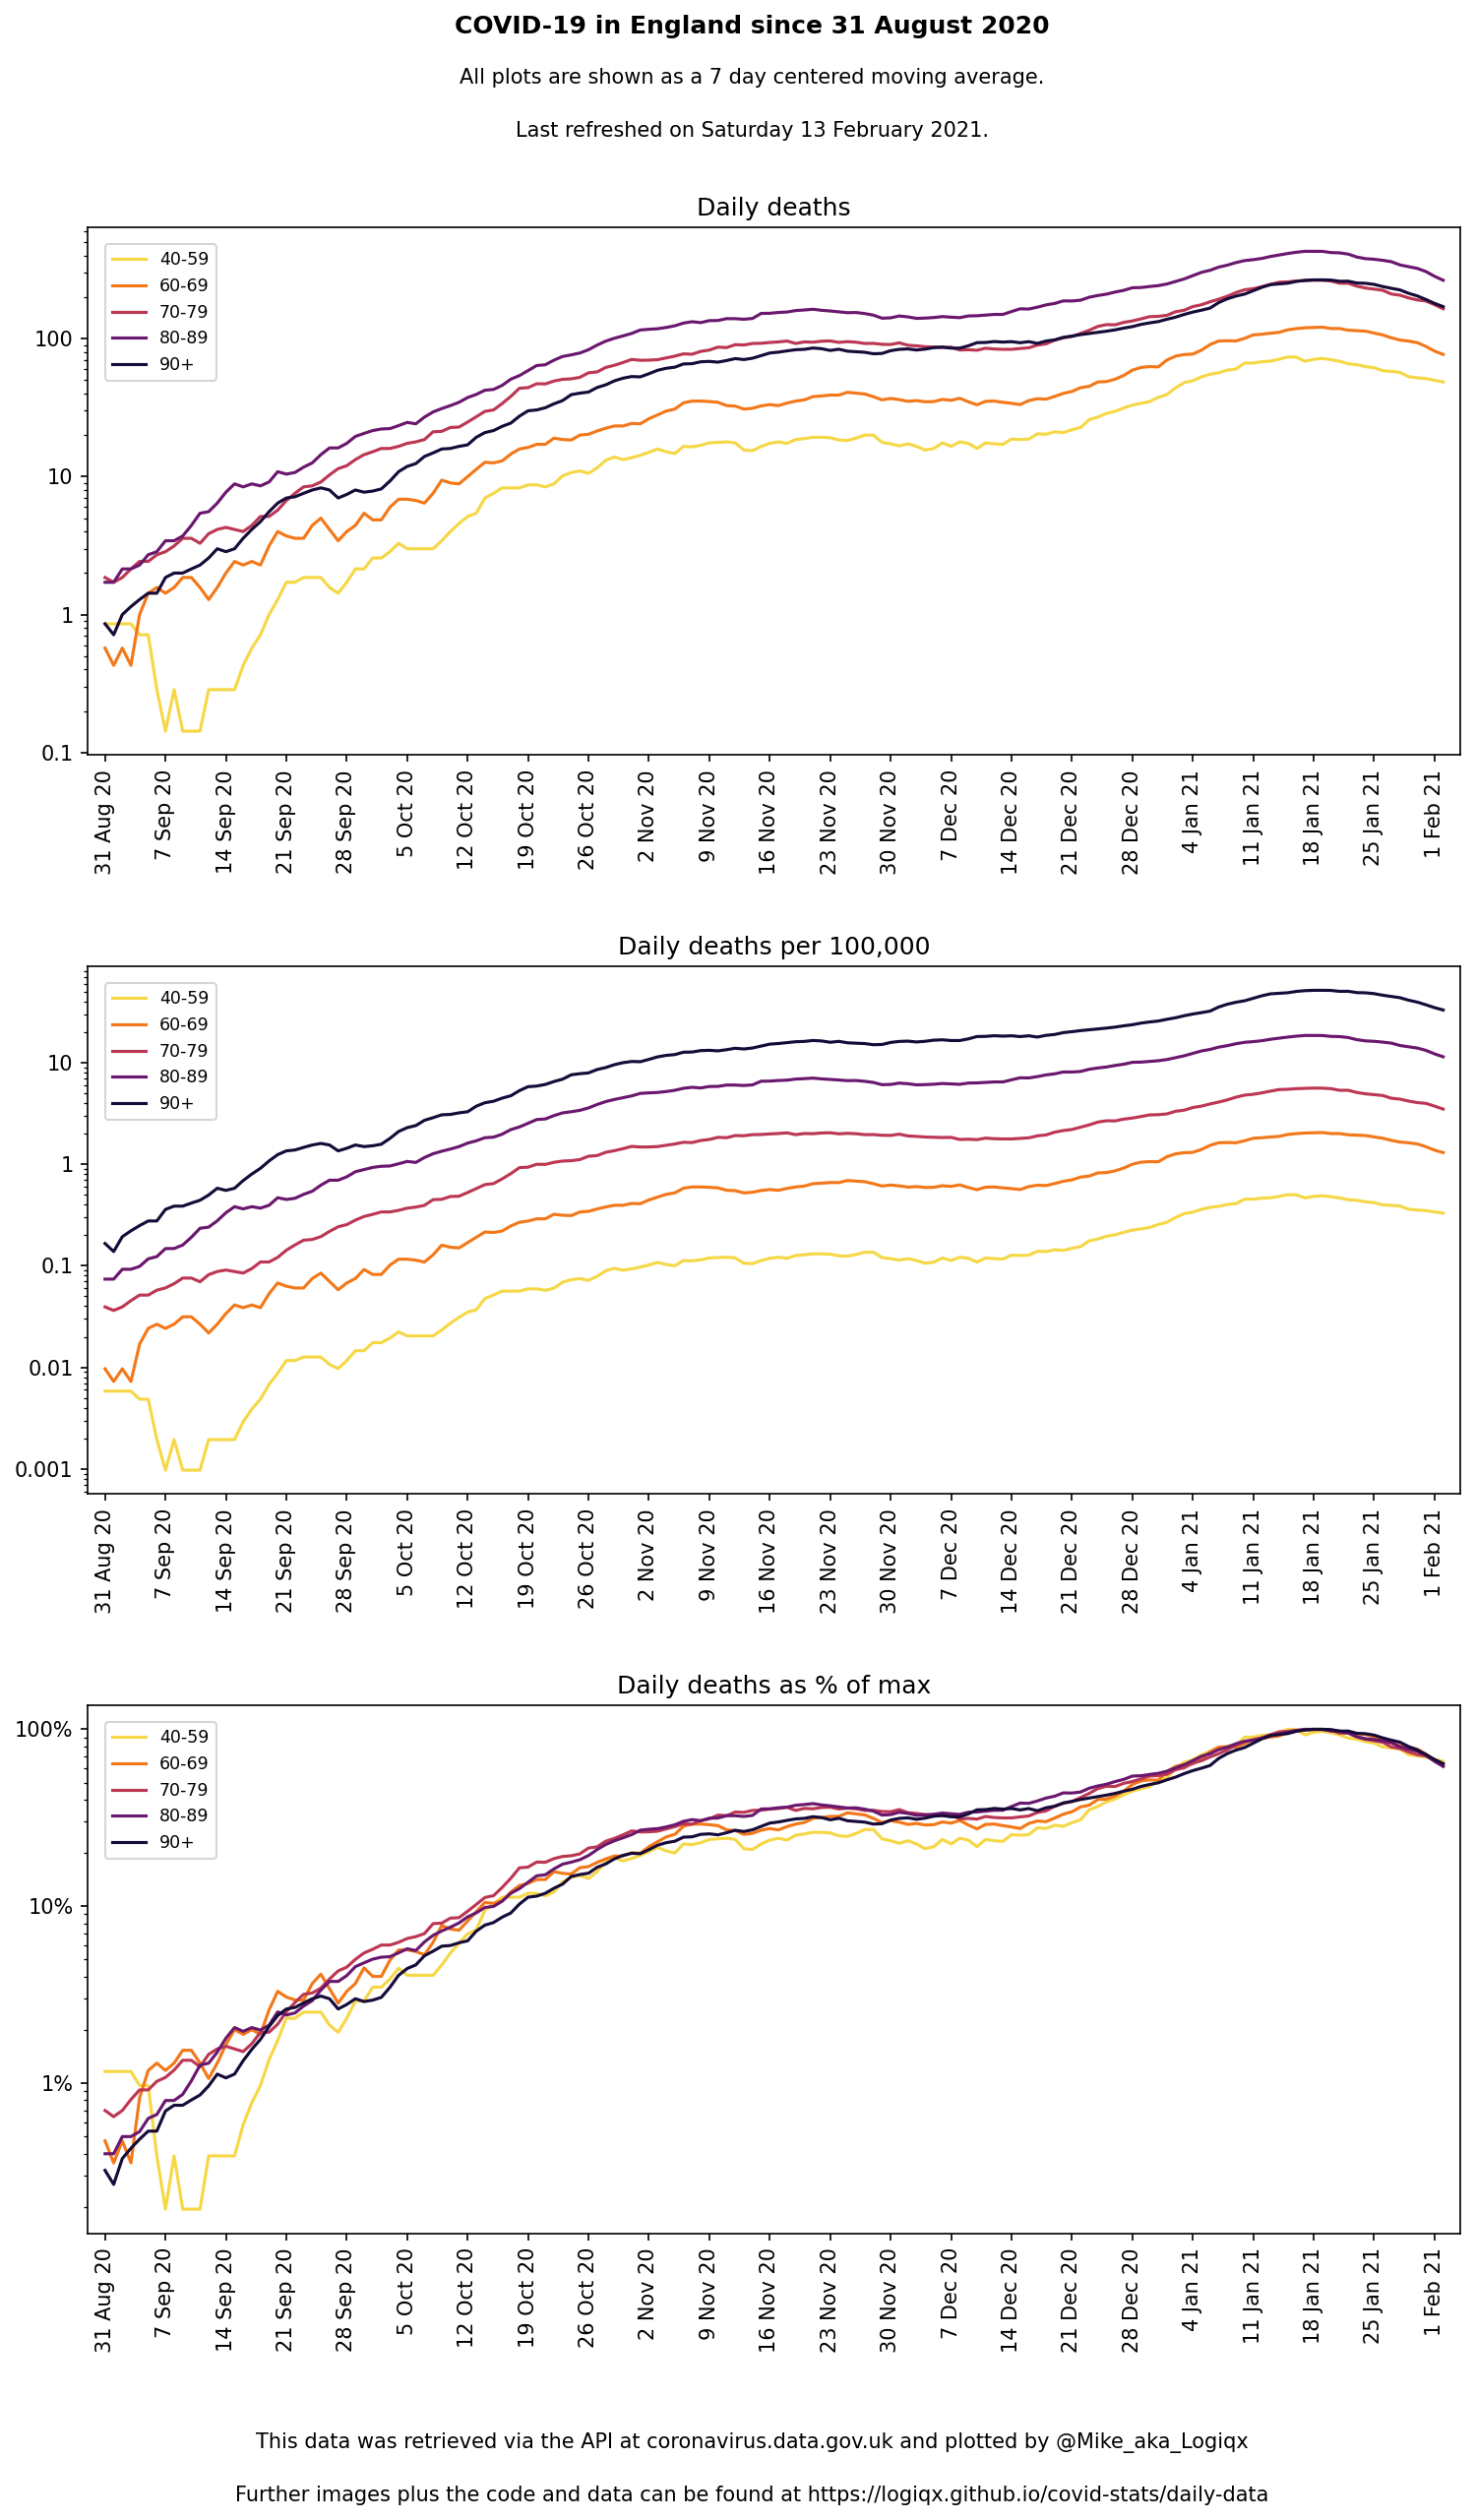 COVID-19 in England since 31 August 2020
All plots are shown as a 7 day centered moving average.
Last refreshed on Saturday 13 February 2021.
Daily deaths
40-59
60-69
70-79
80-89
90+
100
10
1
0.1
31 Aug 20
7 Sep 20
14 Sep 20
21 Sep 20
28 Sep 20
5 Oct 20
12 Oct 20
19 Oct 20
26 Oct 20
2 Nov 20
9 Nov 20
16 Nov 20
23 Nov 20
30 Nov 20
7 Dec 20
14 Dec 20
21 Dec 20
28 Dec 20
4 Jan 21
11 Jan 21
18 Jan 21
25 Jan 21
1 Feb 21
Daily deaths per 100,000
40-59
60-69
70-79
80-89
90+
10
1
0.1
0.01
0.001
31 Aug 20
7 Sep 20
14 Sep 20
21 Sep 20
28 Sep 20
5 Oct 20
12 Oct 20
19 Oct 20
26 Oct 20
2 Nov 20
9 Nov 20
16 Nov 20
23 Nov 20
30 Nov 20
7 Dec 20
14 Dec 20
21 Dec 20
28 Dec 20
4 Jan 21
11 Jan 21
18 Jan 21
25 Jan 21
1 Feb 21
Daily deaths as % of max
40-59
60-69
70-79
80-89
90+
100%
10%
1%
31 Aug 20
7 Sep 20
14 Sep 20
21 Sep 20
28 Sep 20
5 Oct 20
12 Oct 20
19 Oct 20
26 Oct 20
2 Nov 20
9 Nov 20
16 Nov 20
23 Nov 20
30 Nov 20
7 Dec 20
14 Dec 20
21 Dec 20
28 Dec 20
4 Jan 21
11 Jan 21
18 Jan 21
25 Jan 21
1 Feb 21
This data was retrieved via the API at coronavirus.data.gov.uk and plotted by @Mike_aka_Logiqx
Further images plus the code and data can be found at https://logiqx.github.io/covid-stats/daily-data